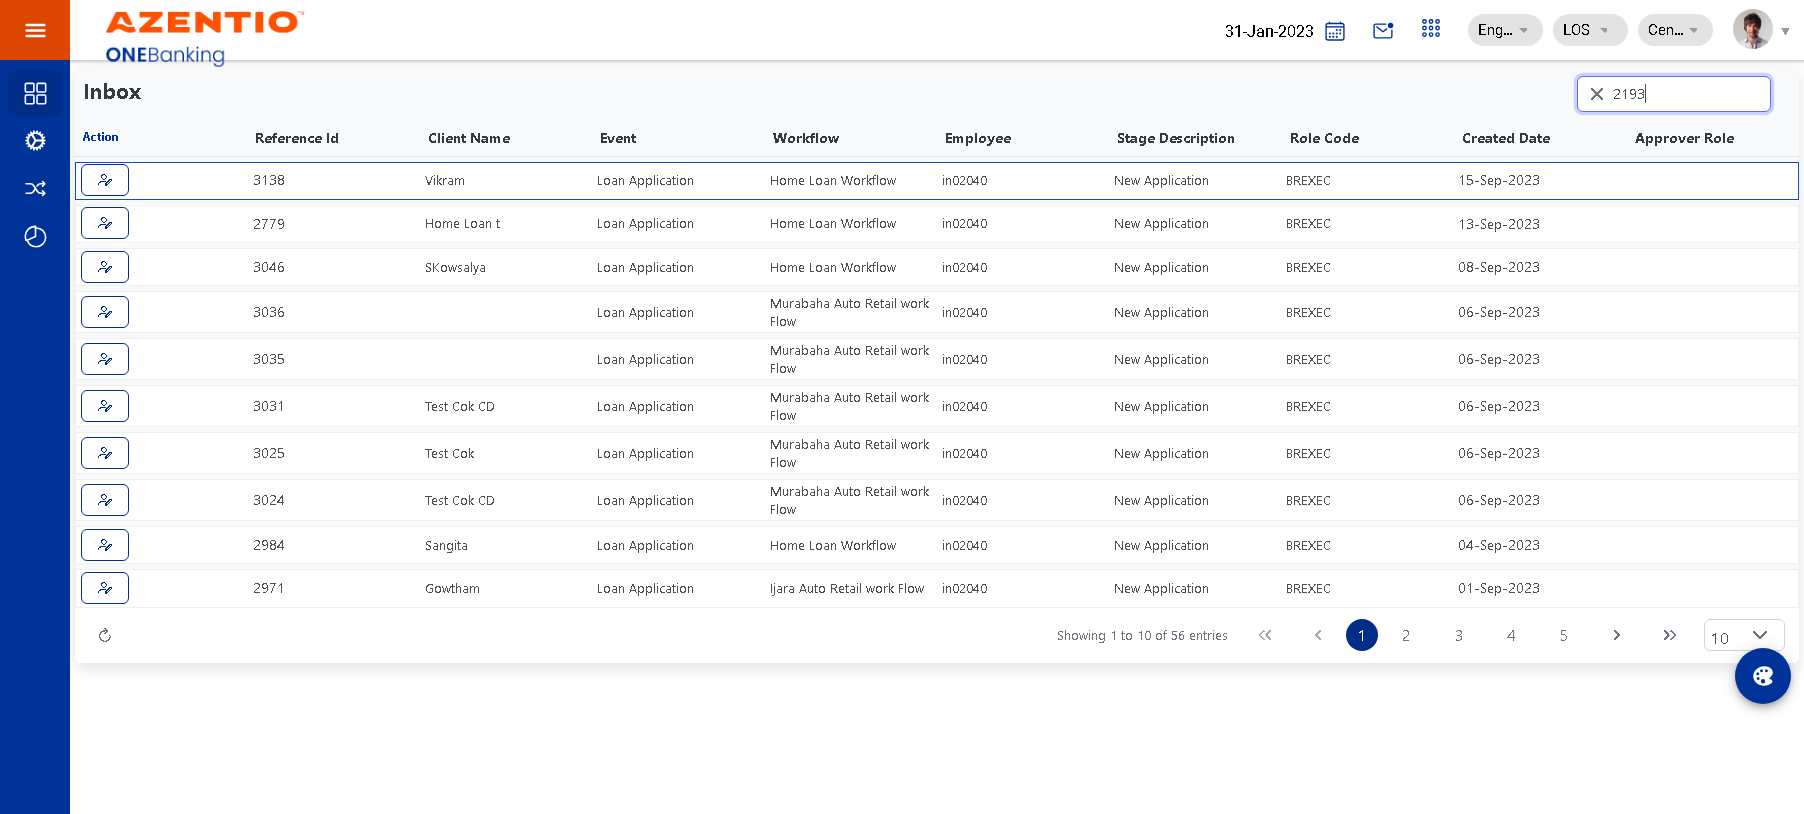 AZENTIO™
ONEBanking
31-Jan-2023
Eng...
LOS
Cen...
Inbox
2193
Action Reference Id Client Name Event Workflow Employee Stage Description Role Code Created Date Approver Role
3138 Vikram Loan Application Home Loan Workflow in02040 New Application BREXEC 15-Sep-2023
2779 Home Loan t Loan Application Home Loan Workflow in02040 New Application BREXEC 13-Sep-2023
3046 SKowsalya Loan Application Home Loan Workflow in02040 New Application BREXEC 08-Sep-2023
3036 Loan Application Murabaha Auto Retail work Flow in02040 New Application BREXEC 06-Sep-2023
3035 Loan Application Murabaha Auto Retail work Flow in02040 New Application BREXEC 06-Sep-2023
3031 Test Cok CD Loan Application Murabaha Auto Retail work Flow in02040 New Application BREXEC 06-Sep-2023
3025 Test Cok Loan Application Murabaha Auto Retail work Flow in02040 New Application BREXEC 06-Sep-2023
3024 Test Cok CD Loan Application Murabaha Auto Retail work Flow in02040 New Application BREXEC 06-Sep-2023
2984 Sangita Loan Application Home Loan Workflow in02040 New Application BREXEC 04-Sep-2023
2971 Gowtham Loan Application Ijara Auto Retail work Flow in02040 New Application BREXEC 01-Sep-2023
Showing 1 to 10 of 56 entries 1 2 3 4 5 10